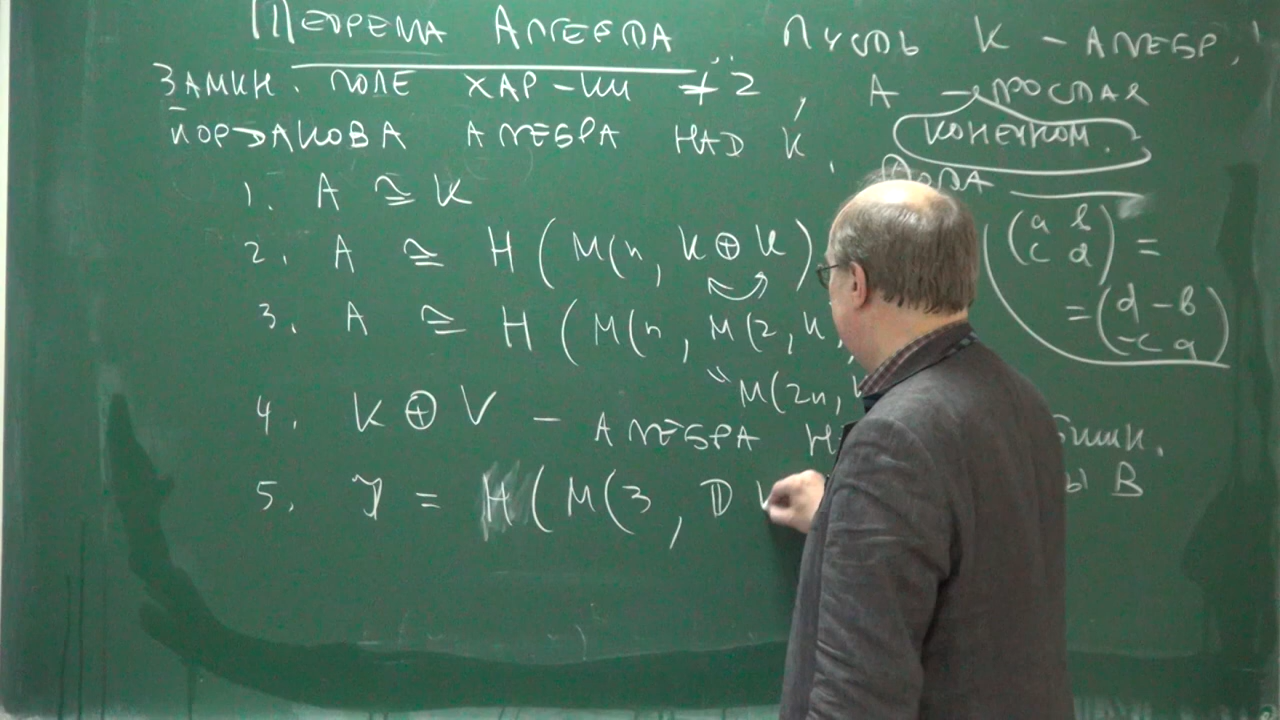 ТЕОРЕМА АЛБЕРТА : ПУСТЬ K - АЛГЕБР.
ЗАМКН. ПОЛЕ ХАР-КИ ≠ 2, A - ПРОСТАЯ
КОНЕЧНОМ.
ЙОРДАНОВА АЛГЕБРА НАД K.
1. A ≅ K
2. A ≅ H(M(n, K⊕K)
3. A ≅ H(M(n, M(2, K
"M(2n,
4. K ⊕ V - АЛГЕБРА
B
5. J = H(M(3, 𝕆
(a b
c d) =
= (d -b
-c a)